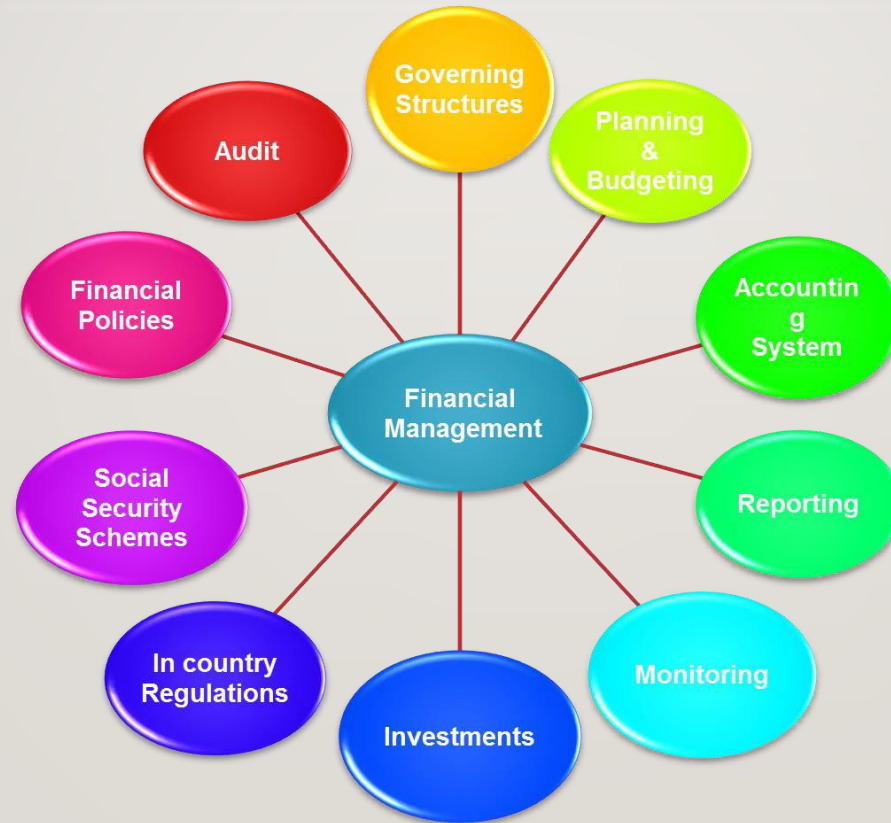 Governing
Structures
Planning
&
Budgeting
Accountin
g
System
Reporting
Monitoring
Investments
In country
Regulations
Social
Security
Schemes
Financial
Policies
Audit
Financial
Management